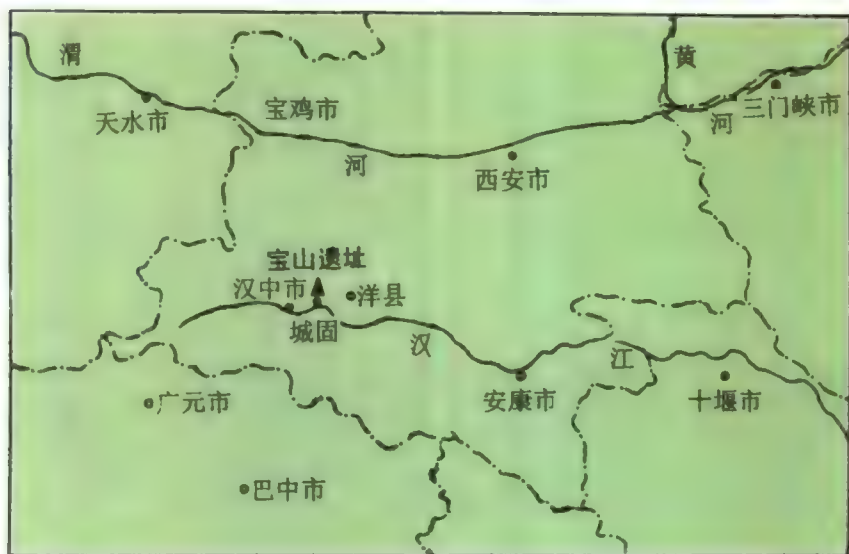 渭
黄
天水市
宝鸡市
河
三门峡市
河
西安市
宝山遗址
汉中市
洋县
城固
汉
江
广元市
安康市
十堰市
巴中市